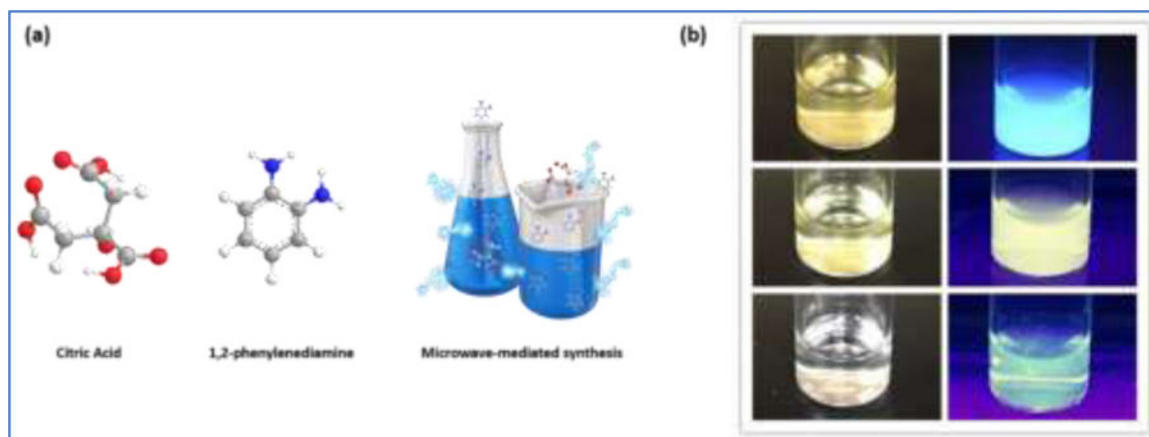 (a)
(b)
Citric Acid
1,2-phenylenediamine
Microwave-mediated synthesis